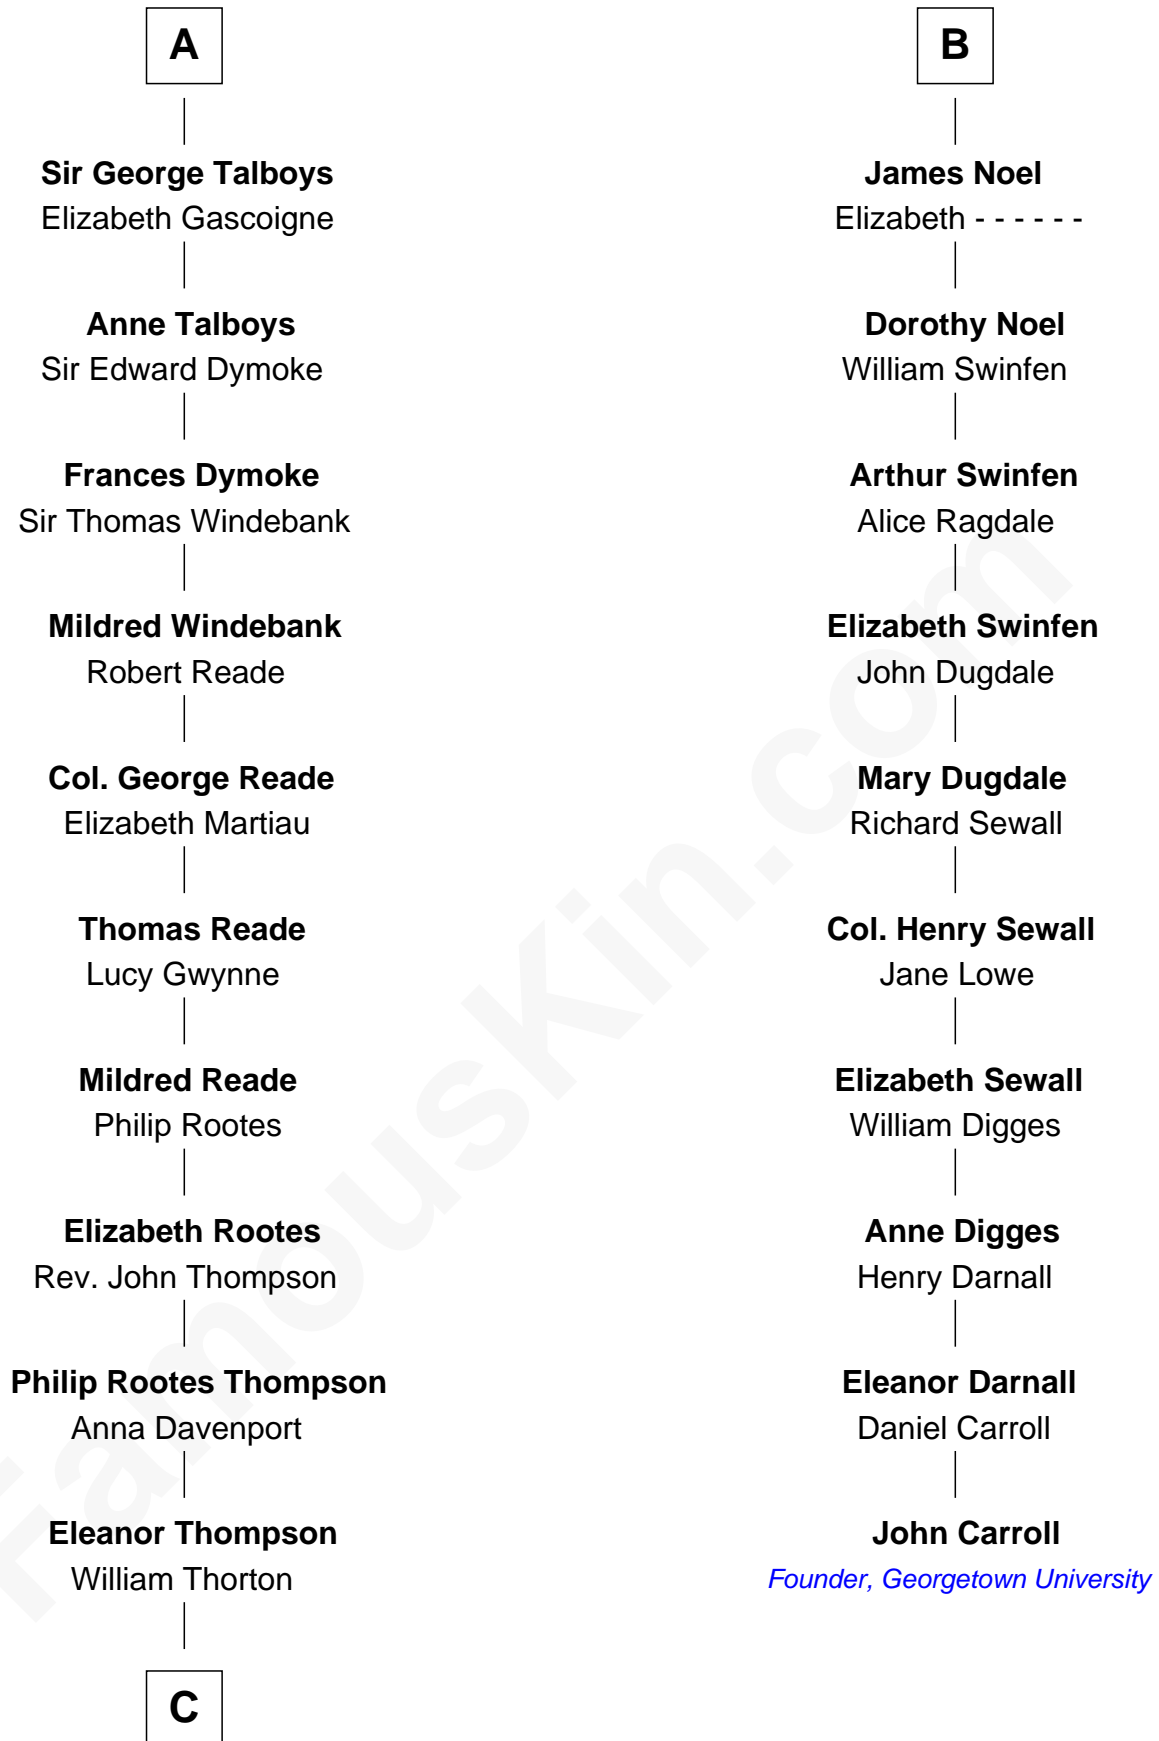 A
Sir George Talboys
Elizabeth Gascoigne
Anne Talboys
Sir Edward Dymoke
Frances Dymoke
Sir Thomas Windebank
Mildred Windebank
Robert Reade
Col. George Reade
Elizabeth Martiau
Thomas Reade
Lucy Gwynne
Mildred Reade
Philip Rootes
Elizabeth Rootes
Rev. John Thompson
Philip Rootes Thompson
Anna Davenport
Eleanor Thompson
William Thorton
C
B
James Noel
Elizabeth - - - - - -
Dorothy Noel
William Swinfen
Arthur Swinfen
Alice Ragdale
Elizabeth Swinfen
John Dugdale
Mary Dugdale
Richard Sewall
Col. Henry Sewall
Jane Lowe
Elizabeth Sewall
William Digges
Anne Digges
Henry Darnall
Eleanor Darnall
Daniel Carroll
John Carroll
Founder, Georgetown University
FamousKin.com